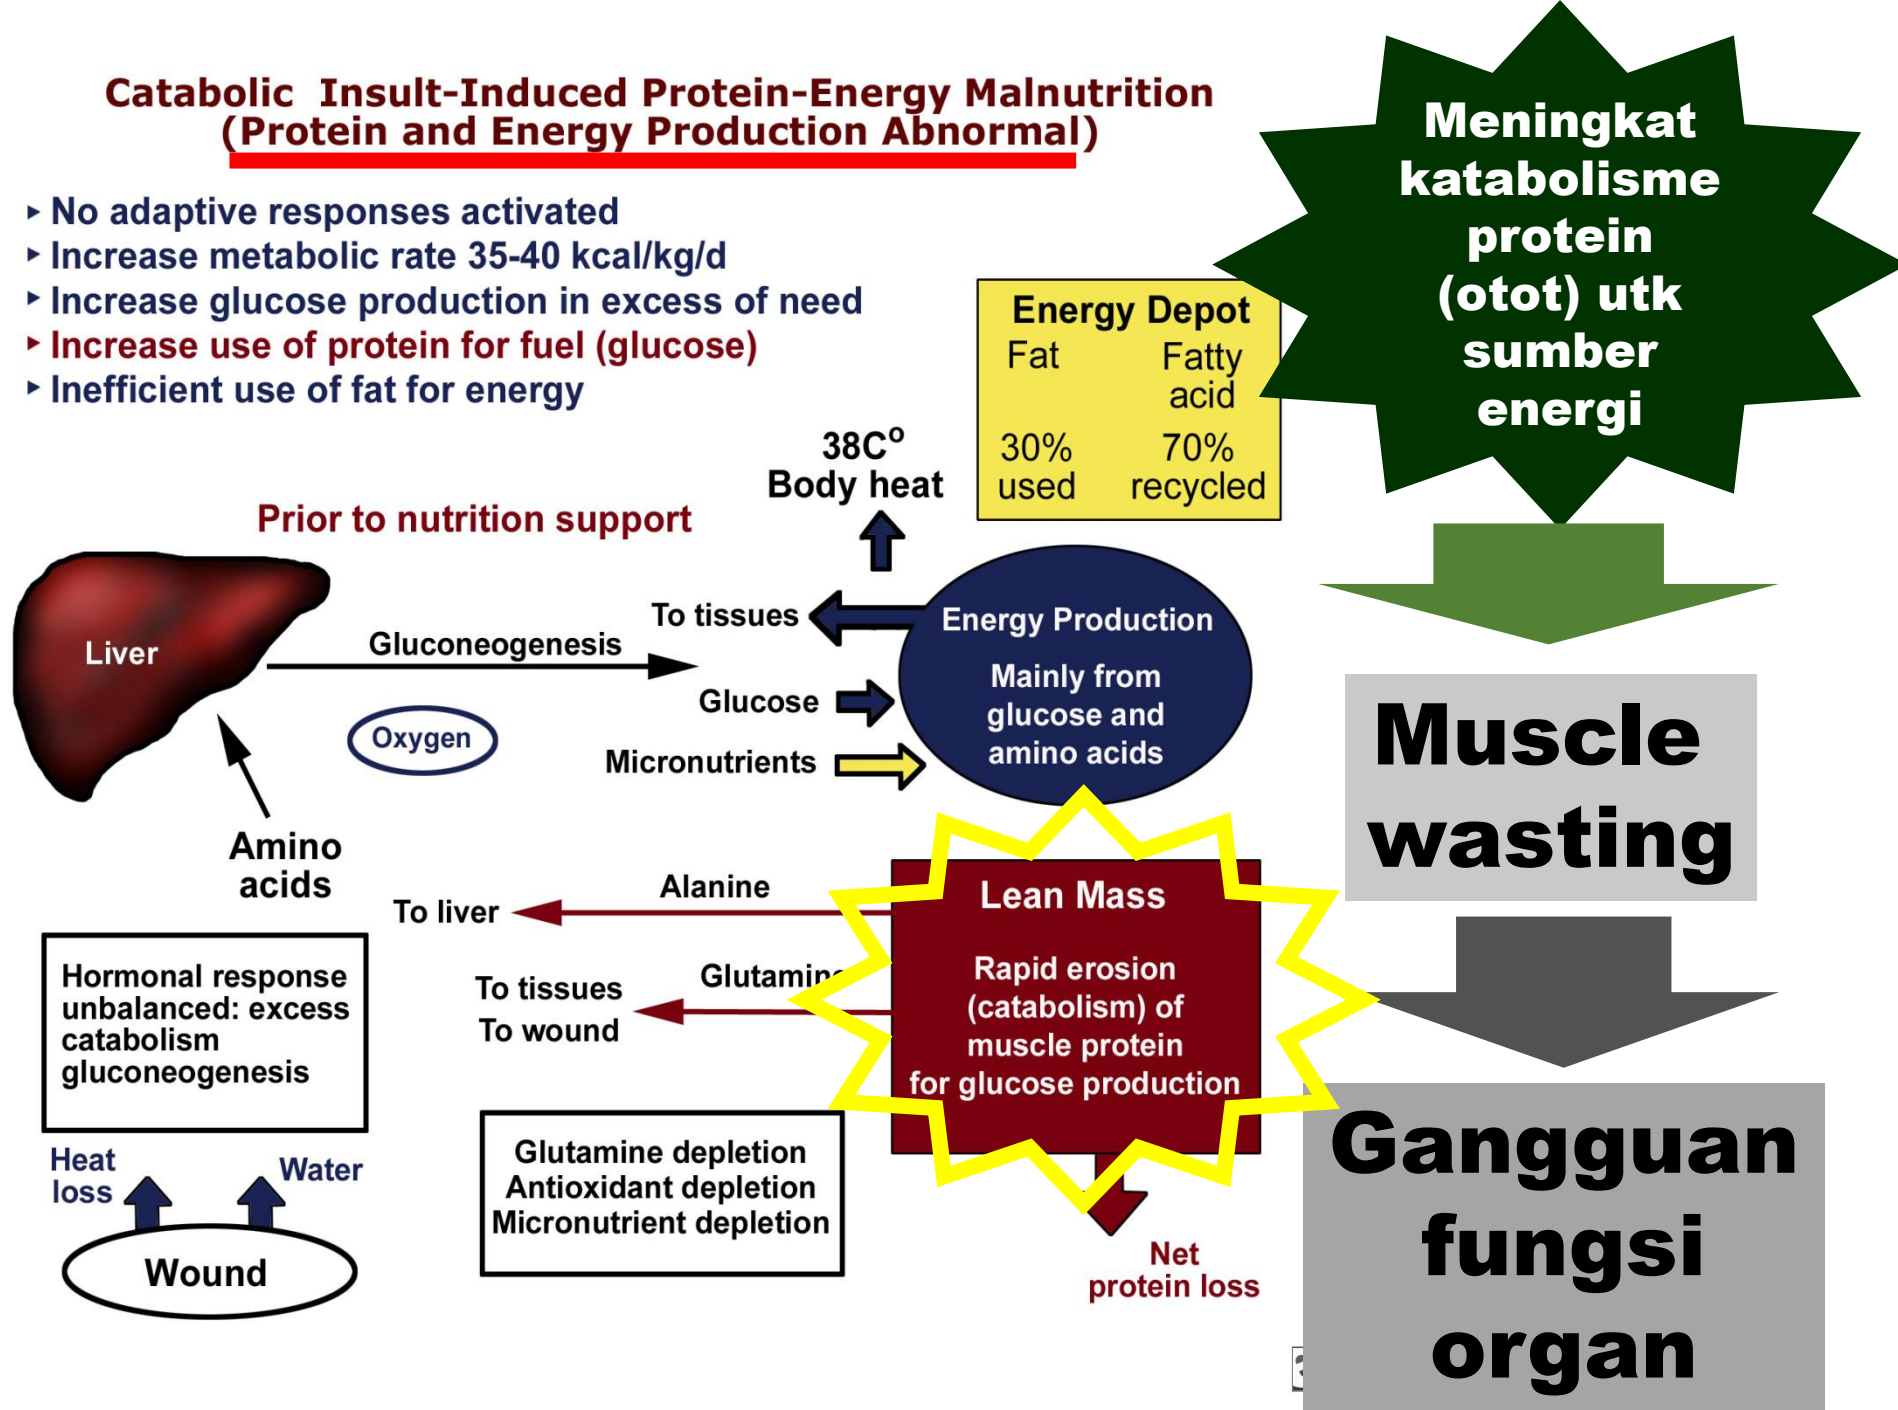 Catabolic Insult-Induced Protein-Energy Malnutrition
(Protein and Energy Production Abnormal)
▸ No adaptive responses activated
▸ Increase metabolic rate 35-40 kcal/kg/d
▸ Increase glucose production in excess of need
▸ Increase use of protein for fuel (glucose)
▸ Inefficient use of fat for energy
Energy Depot
Fat Fatty
acid
30% 70%
used recycled
38Cº
Body heat
Prior to nutrition support
Liver
Gluconeogenesis
Oxygen
To tissues
Glucose
Micronutrients
Energy Production
Mainly from
glucose and
amino acids
Amino
acids
To liver
Alanine
To tissues
To wound
Lean Mass
Rapid erosion
(catabolism) of
muscle protein
for glucose production
Hormonal response
unbalanced: excess
catabolism
gluconeogenesis
Heat
loss
Water
Wound
Glutamine depletion
Antioxidant depletion
Micronutrient depletion
Net
protein loss
Meningkat
katabolisme
protein
(otot) utk
sumber
energi
Muscle
wasting
Gangguan
fungsi
organ